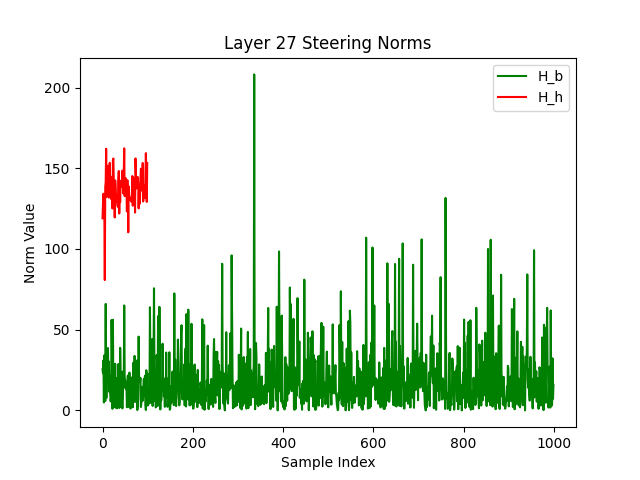 Layer 27 Steering Norms
H_b
H_h
Norm Value
200
150
100
50
0
0 200 400 600 800 1000
Sample Index